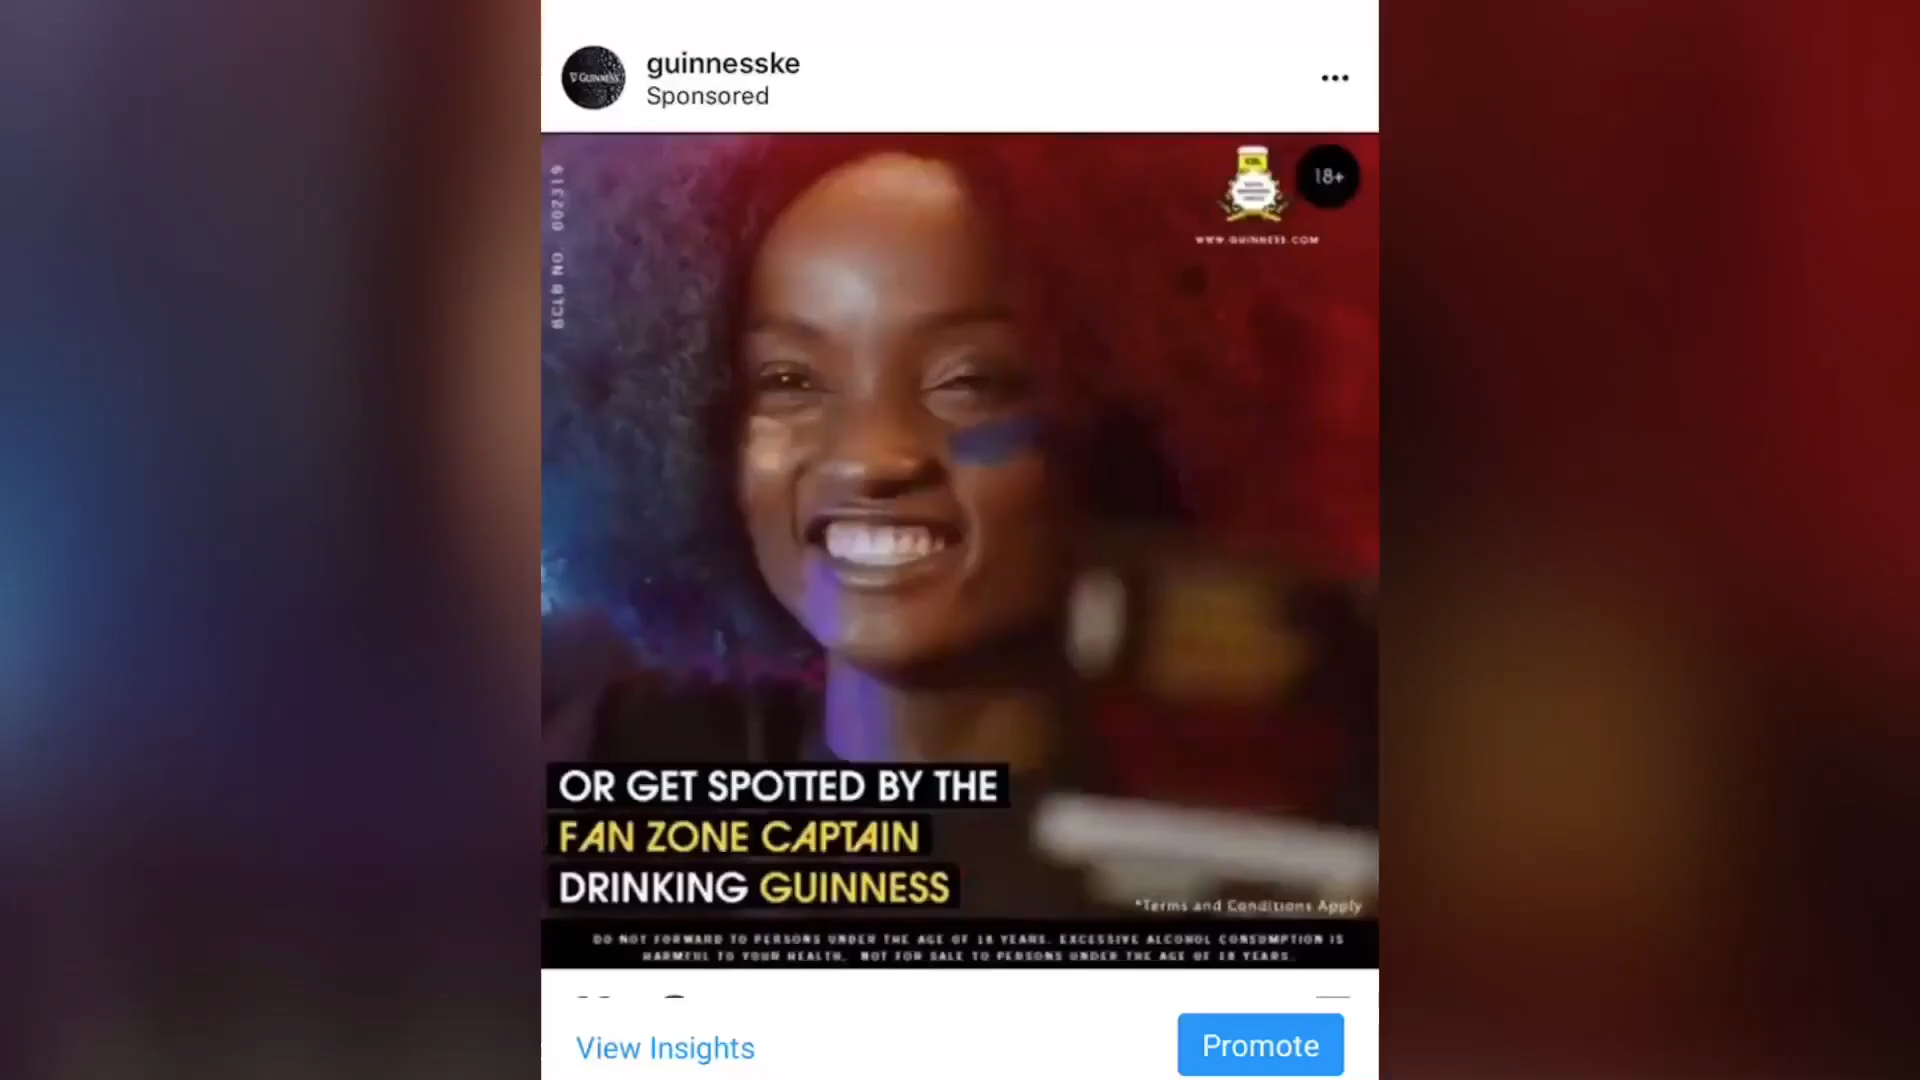 guinnesske
Sponsored
GUINNESS
BCLB NO. 002319
18+
WWW.GUINNESS.COM
OR GET SPOTTED BY THE
FAN ZONE CAPTAIN
DRINKING GUINNESS
*Terms and Conditions Apply
DO NOT FORWARD TO PERSONS UNDER THE AGE OF 18 YEARS. EXCESSIVE ALCOHOL CONSUMPTION IS
HARMFUL TO YOUR HEALTH. NOT FOR SALE TO PERSONS UNDER THE AGE OF 18 YEARS.
View Insights
Promote